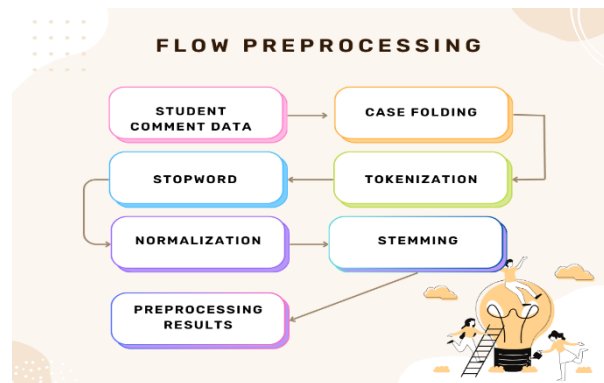 FLOW PREPROCESSING
STUDENT
COMMENT DATA
CASE FOLDING
TOKENIZATION
STOPWORD
NORMALIZATION
STEMMING
PREPROCESSING
RESULTS